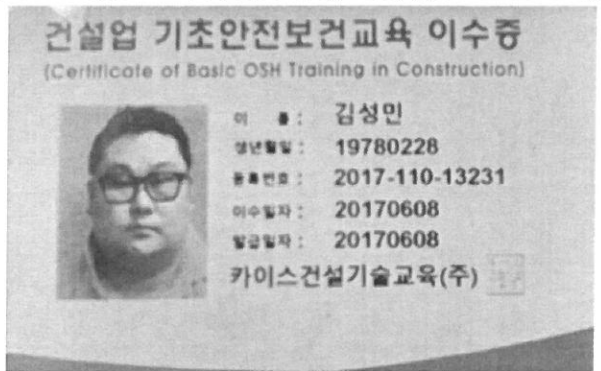 건설업 기초안전보건교육 이수증
(Certificate of Basic OSH Training in Construction)
이 름 : 김성민
생년월일 : 19780228
등록번호 : 2017-110-13231
이수일자 : 20170608
발급일자 : 20170608
카이스건설기술교육(주)